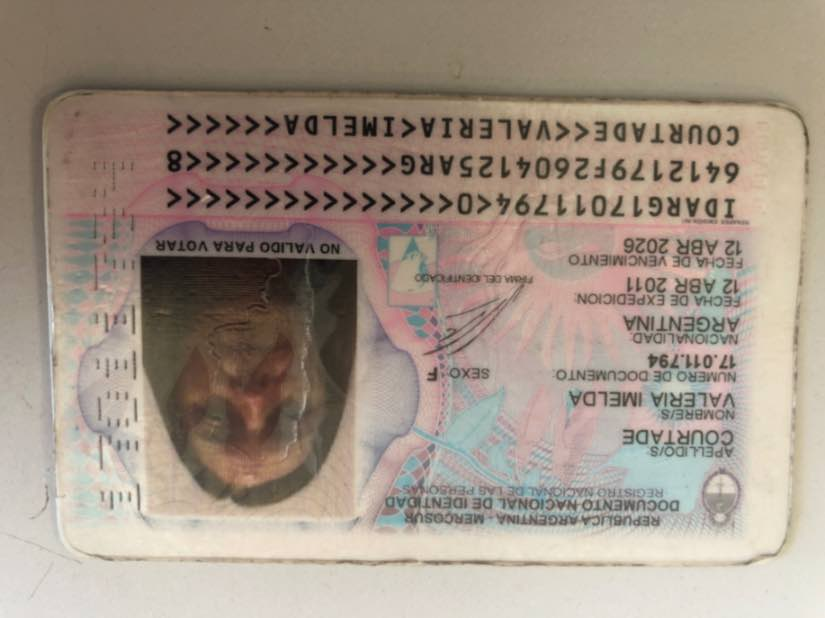 REPUBLICA ARGENTINA - MERCOSUR
DOCUMENTO NACIONAL DE IDENTIDAD
REGISTRO NACIONAL DE LAS PERSONAS
APELLIDO/S:
COURTADE
NOMBRE/S:
VALERIA IMELDA
NUMERO DE DOCUMENTO:
17.011.794
SEXO: F
NACIONALIDAD:
ARGENTINA
FECHA DE EXPEDICION:
12 ABR 2011
FECHA DE VENCIMIENTO
12 ABR 2026
FIRMA DEL IDENTIFICADO
NO VALIDO PARA VOTAR
IDARG17011794<0<<<<<<<<<<<<<<<
6412179F2604125ARG<<<<<<<<<<<8
COURTADE<<VALERIA<IMELDA<<<<<<